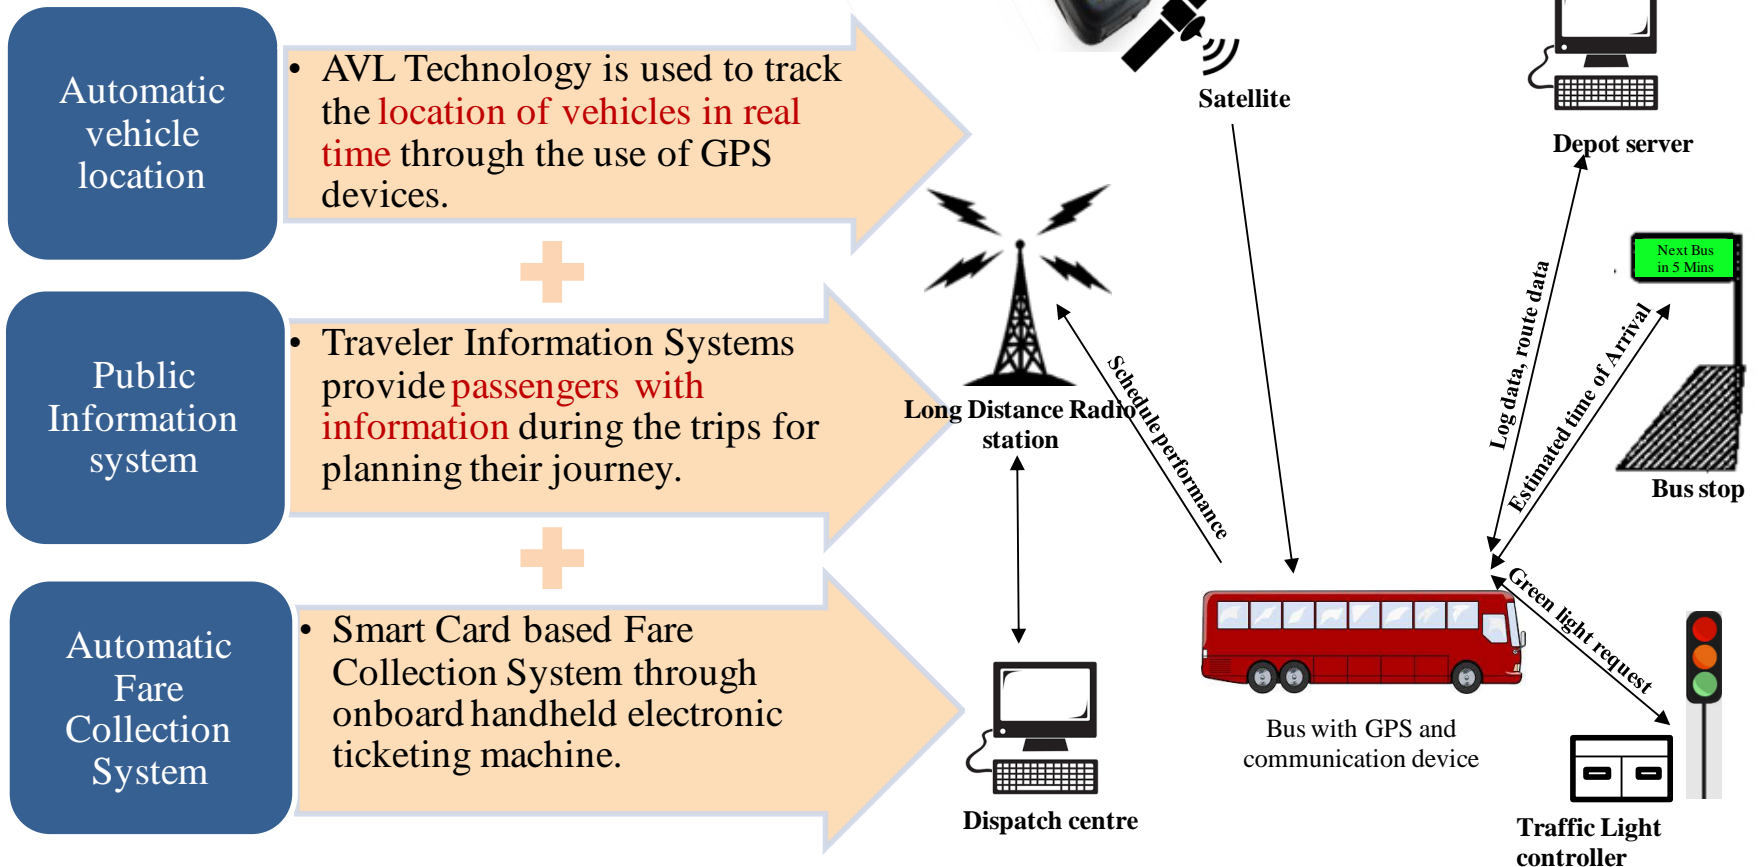 Automatic
vehicle
location
• AVL Technology is used to track
the location of vehicles in real
time through the use of GPS
devices.
Public
Information
system
• Traveler Information Systems
provide passengers with
information during the trips for
planning their journey.
Automatic
Fare
Collection
System
• Smart Card based Fare
Collection System through
onboard handheld electronic
ticketing machine.
Satellite
Depot server
Next Bus
in 5 Mins
Bus stop
Long Distance Radio
station
Schedule performance
Log data, route data
Estimated time of Arrival
Green light request
Bus with GPS and
communication device
Dispatch centre
Traffic Light
controller